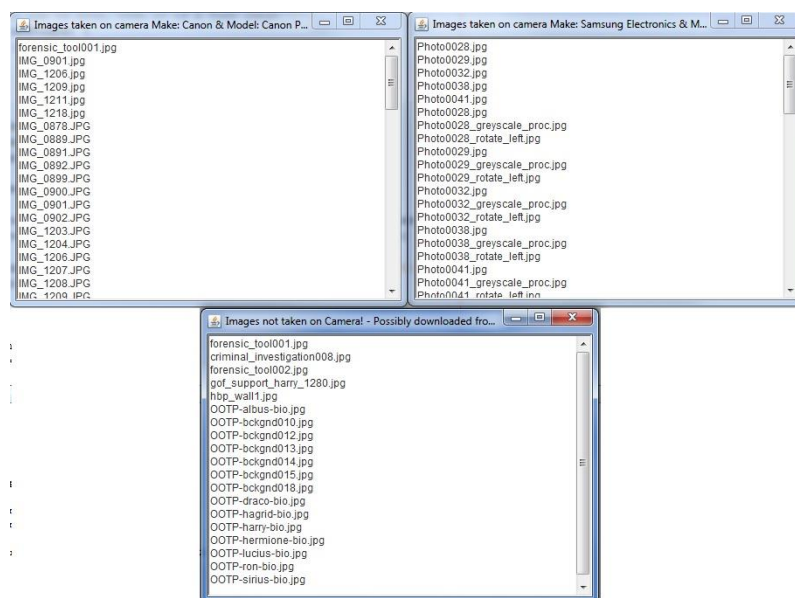 Images taken on camera Make: Canon & Model: Canon P...
forensic_tool001.jpg
IMG_0901.jpg
IMG_1206.jpg
IMG_1209.jpg
IMG_1211.jpg
IMG_1218.jpg
IMG_0878.JPG
IMG_0889.JPG
IMG_0891.JPG
IMG_0892.JPG
IMG_0899.JPG
IMG_0900.JPG
IMG_0901.JPG
IMG_0902.JPG
IMG_1203.JPG
IMG_1204.JPG
IMG_1206.JPG
IMG_1207.JPG
IMG_1208.JPG
IMG_1209.JPG
Images taken on camera Make: Samsung Electronics & M...
Photo0028.jpg
Photo0029.jpg
Photo0032.jpg
Photo0038.jpg
Photo0041.jpg
Photo0028.jpg
Photo0028_greyscale_proc.jpg
Photo0028_rotate_left.jpg
Photo0029.jpg
Photo0029_greyscale_proc.jpg
Photo0029_rotate_left.jpg
Photo0032.jpg
Photo0032_greyscale_proc.jpg
Photo0032_rotate_left.jpg
Photo0038.jpg
Photo0038_greyscale_proc.jpg
Photo0038_rotate_left.jpg
Photo0041.jpg
Photo0041_greyscale_proc.jpg
Photo0041_rotate_left.jpg
Images not taken on Camera! - Possibly downloaded fro...
forensic_tool001.jpg
criminal_investigation008.jpg
forensic_tool002.jpg
gof_support_harry_1280.jpg
hbp_wall1.jpg
OOTP-albus-bio.jpg
OOTP-bckgnd010.jpg
OOTP-bckgnd012.jpg
OOTP-bckgnd013.jpg
OOTP-bckgnd014.jpg
OOTP-bckgnd015.jpg
OOTP-bckgnd018.jpg
OOTP-draco-bio.jpg
OOTP-hagrid-bio.jpg
OOTP-harry-bio.jpg
OOTP-hermione-bio.jpg
OOTP-lucius-bio.jpg
OOTP-ron-bio.jpg
OOTP-sirius-bio.jpg